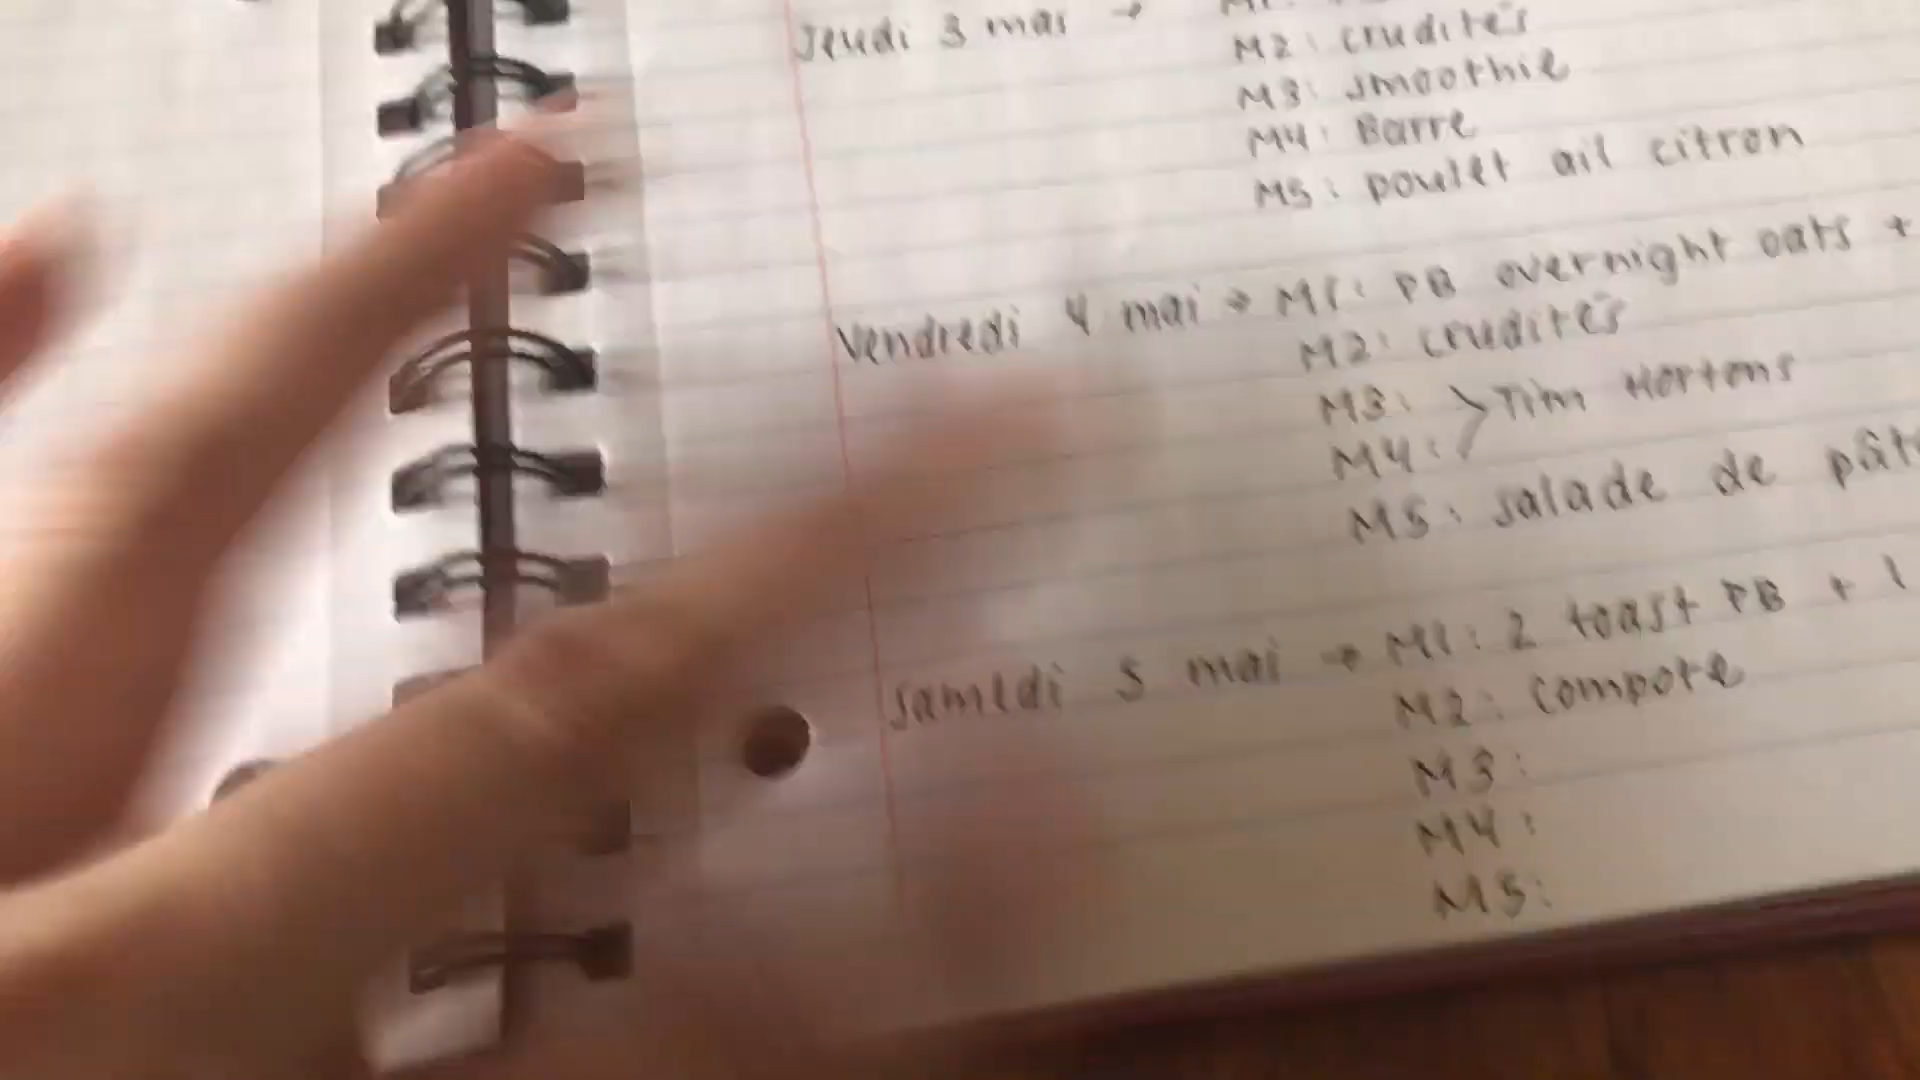 Jeudi 3 mai → M1:
M2: crudités
M3: smoothie
M4: Barre
M5: poulet ail citron
Vendredi 4 mai → M1: PB overnight oats +
M2: crudités
M3: > Tim Hortons
M4:
M5: salade de
samedi 5 mai → M1: 2 toast PB + 1
M2: compote
M3:
M4:
M5: